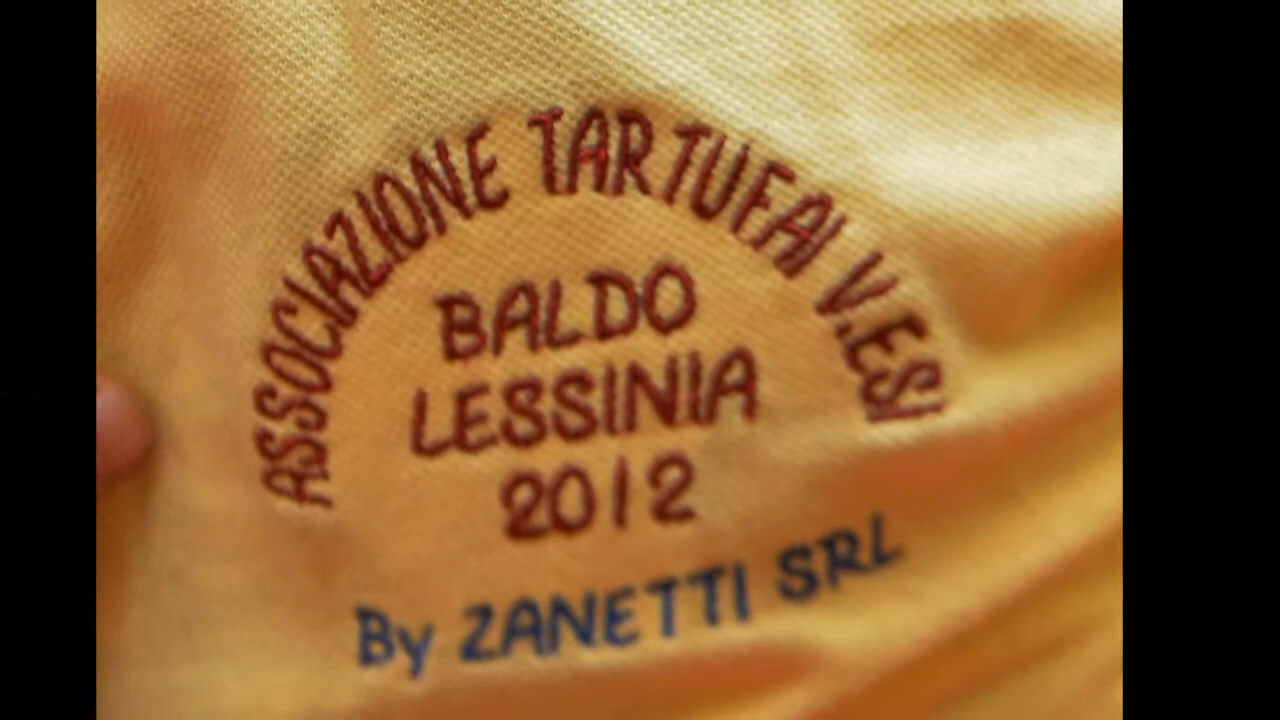 ASSOCIAZIONE TARTUFAI V.ESI
BALDO
LESSINIA
2012
By ZANETTI SRL